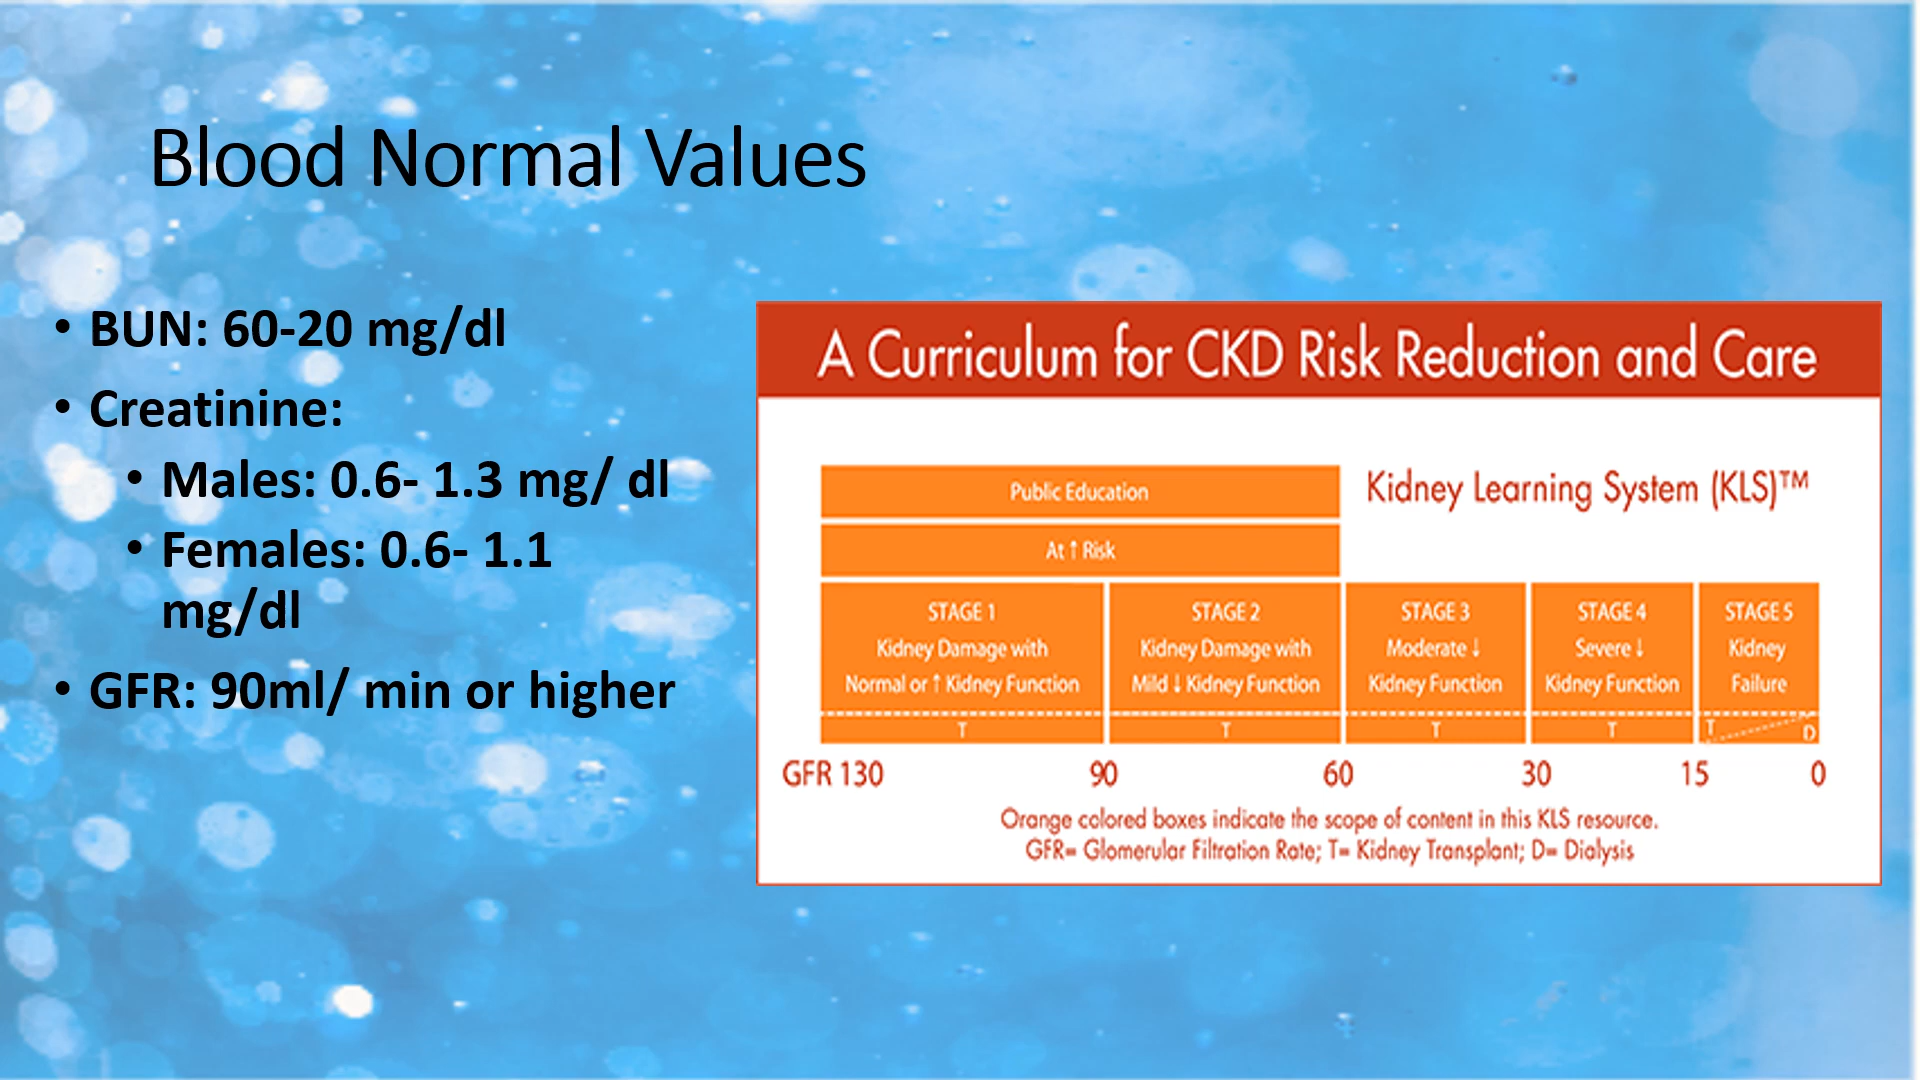 Blood Normal Values
• BUN: 60-20 mg/dl
• Creatinine:
• Males: 0.6- 1.3 mg/ dl
• Females: 0.6- 1.1
mg/dl
• GFR: 90ml/ min or higher
A Curriculum for CKD Risk Reduction and Care
Kidney Learning System (KLS)™
Public Education
At ↑ Risk
STAGE 1
Kidney Damage with
Normal or ↑ Kidney Function
T
STAGE 2
Kidney Damage with
Mild ↓ Kidney Function
T
STAGE 3
Moderate ↓
Kidney Function
T
STAGE 4
Severe ↓
Kidney Function
T
STAGE 5
Kidney
Failure
T D
GFR 130 90 60 30 15 0
Orange colored boxes indicate the scope of content in this KLS resource.
GFR= Glomerular Filtration Rate; T= Kidney Transplant; D= Dialysis